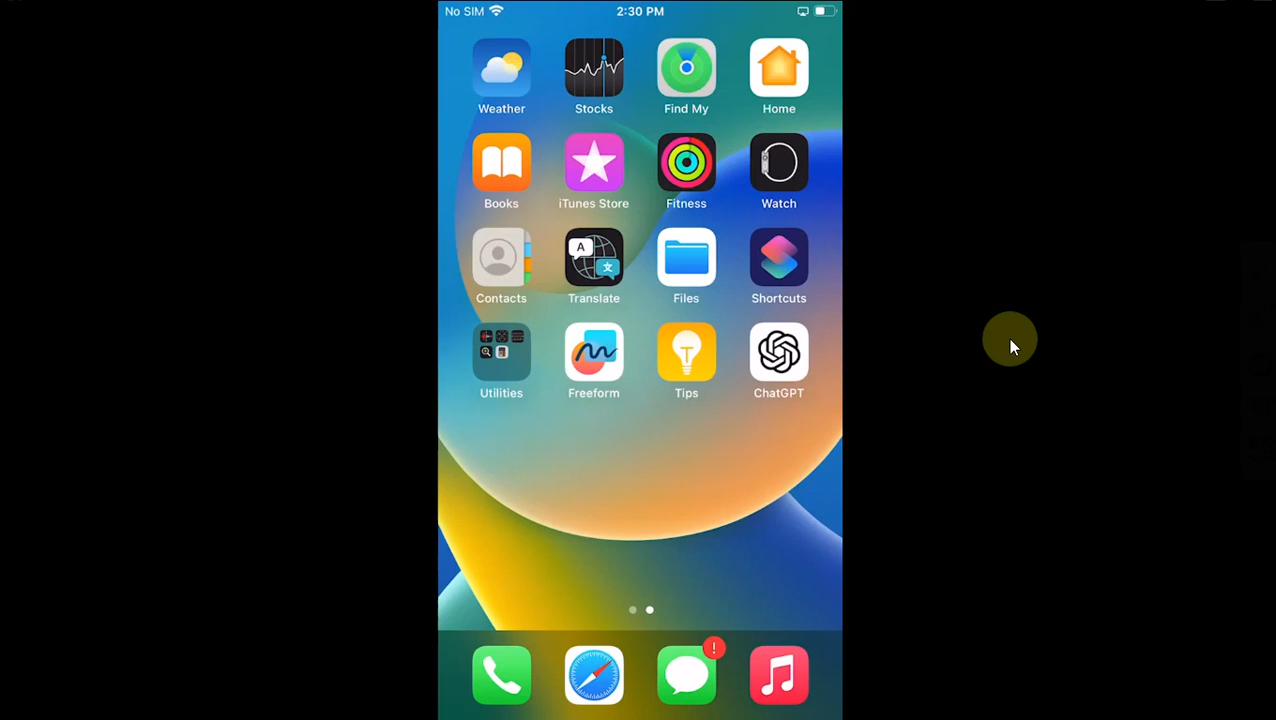 No SIM 2:30 PM
Weather Stocks Find My Home
Books iTunes Store Fitness Watch
A
文
Contacts Translate Files Shortcuts
Utilities Freeform Tips ChatGPT
!